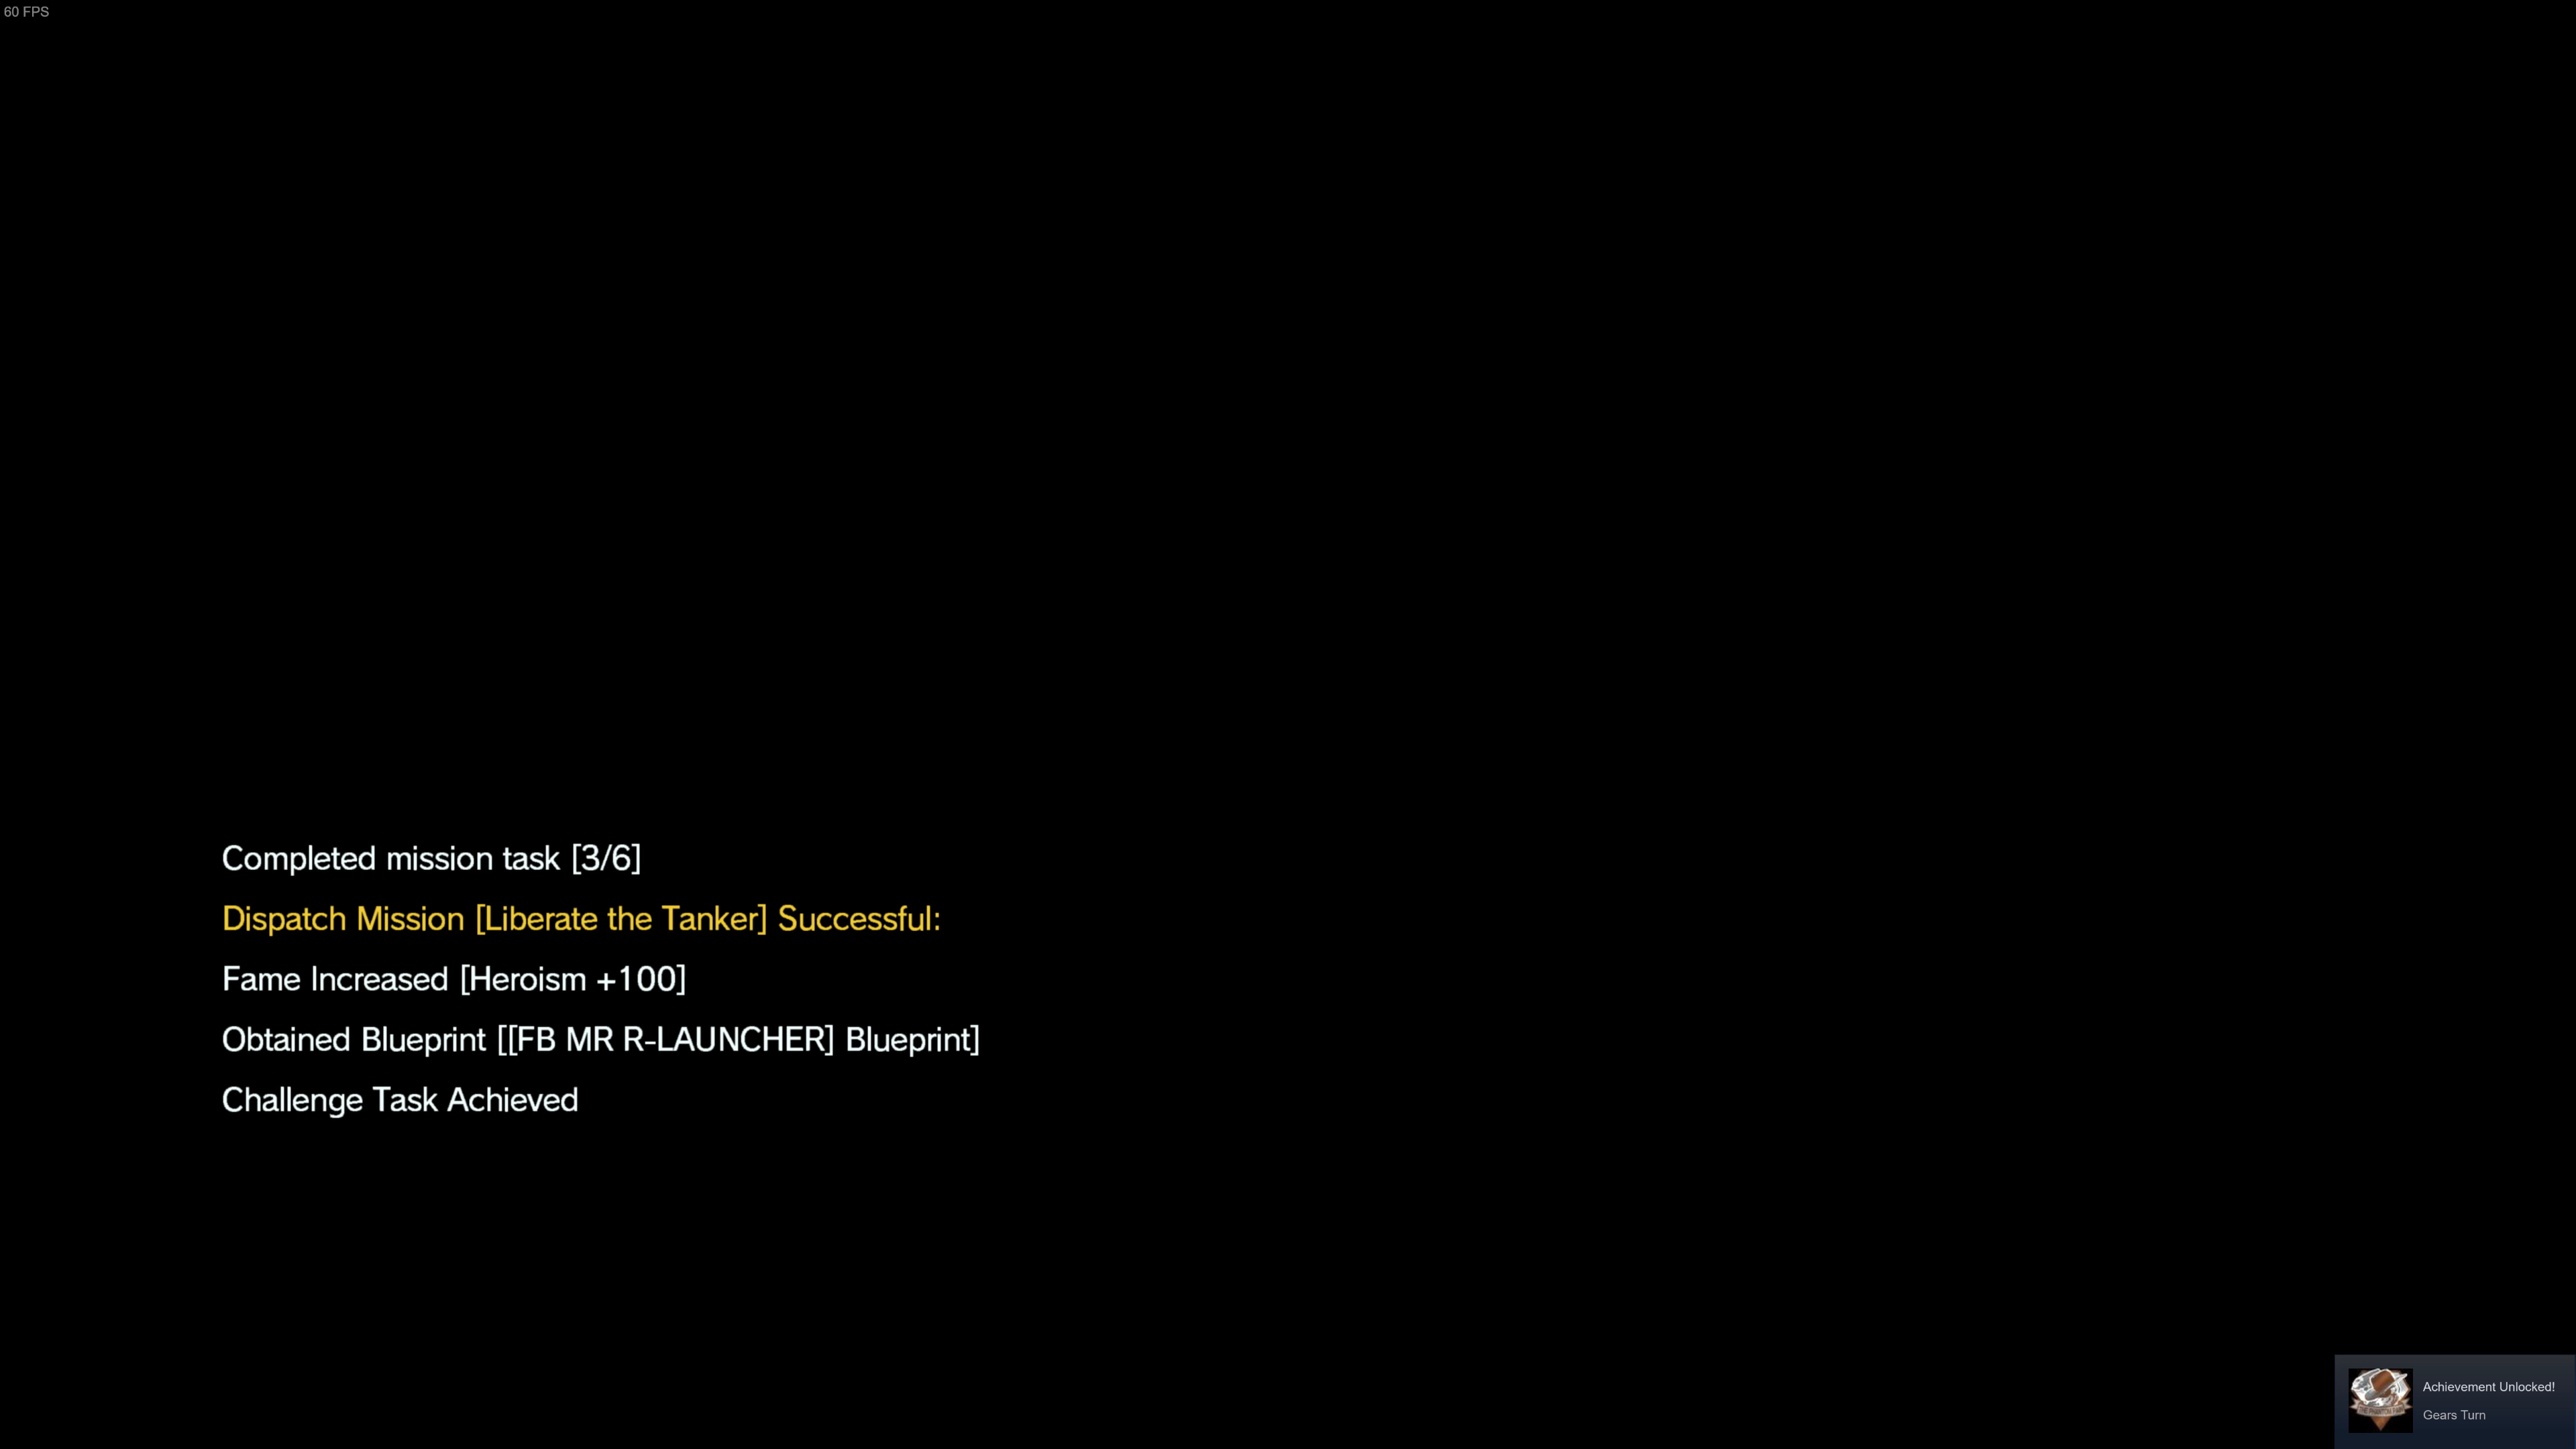 60 FPS
Completed mission task [3/6]
Dispatch Mission [Liberate the Tanker] Successful:
Fame Increased [Heroism +100]
Obtained Blueprint [[FB MR R-LAUNCHER] Blueprint]
Challenge Task Achieved
Achievement Unlocked!
Gears Turn